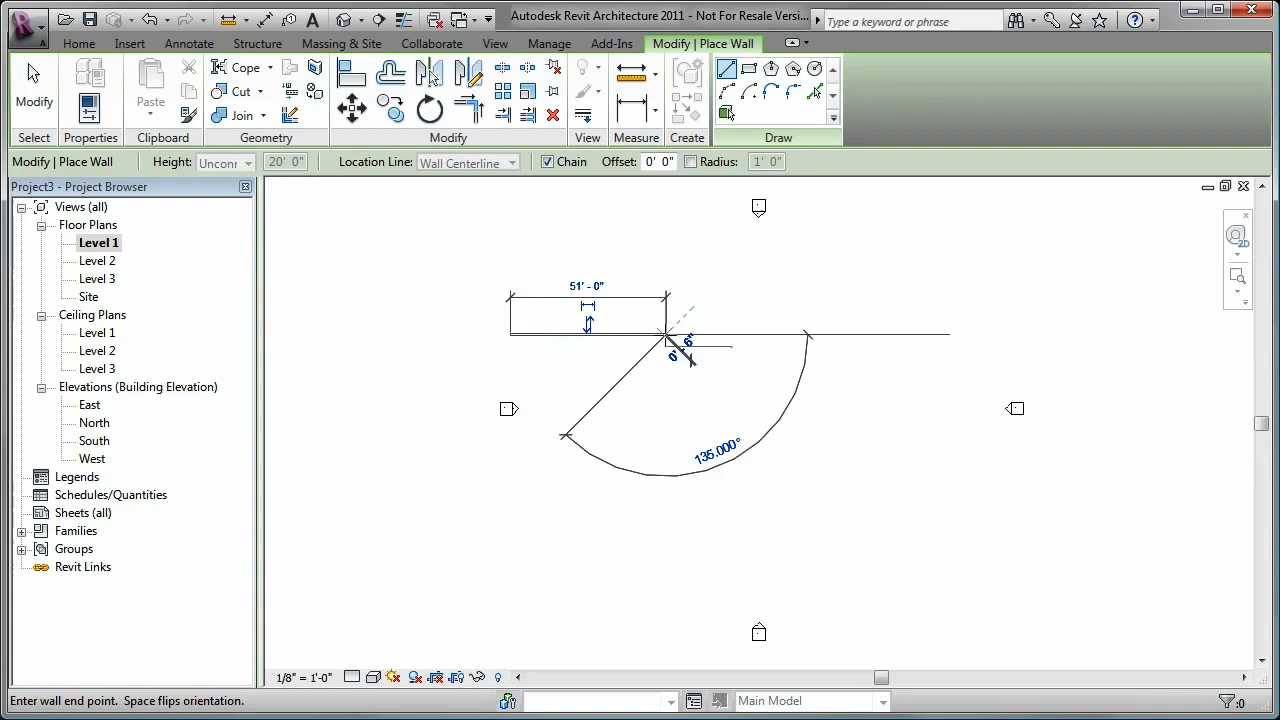 Autodesk Revit Architecture 2011 - Not For Resale Versi...
Type a keyword or phrase
Home Insert Annotate Structure Massing & Site Collaborate View Manage Add-Ins Modify | Place Wall
Modify
Paste
Cope
Cut
Join
Select Properties Clipboard Geometry Modify View Measure Create Draw
Modify | Place Wall Height: Unconr 20' 0" Location Line: Wall Centerline Chain Offset: 0' 0" Radius: 1' 0"
Project3 - Project Browser
Views (all)
Floor Plans
Level 1
Level 2
Level 3
Site
Ceiling Plans
Level 1
Level 2
Level 3
Elevations (Building Elevation)
East
North
South
West
Legends
Schedules/Quantities
Sheets (all)
Families
Groups
Revit Links
2D
51' - 0"
135.000°
1/8" = 1'-0"
Enter wall end point. Space flips orientation.
Main Model
:0